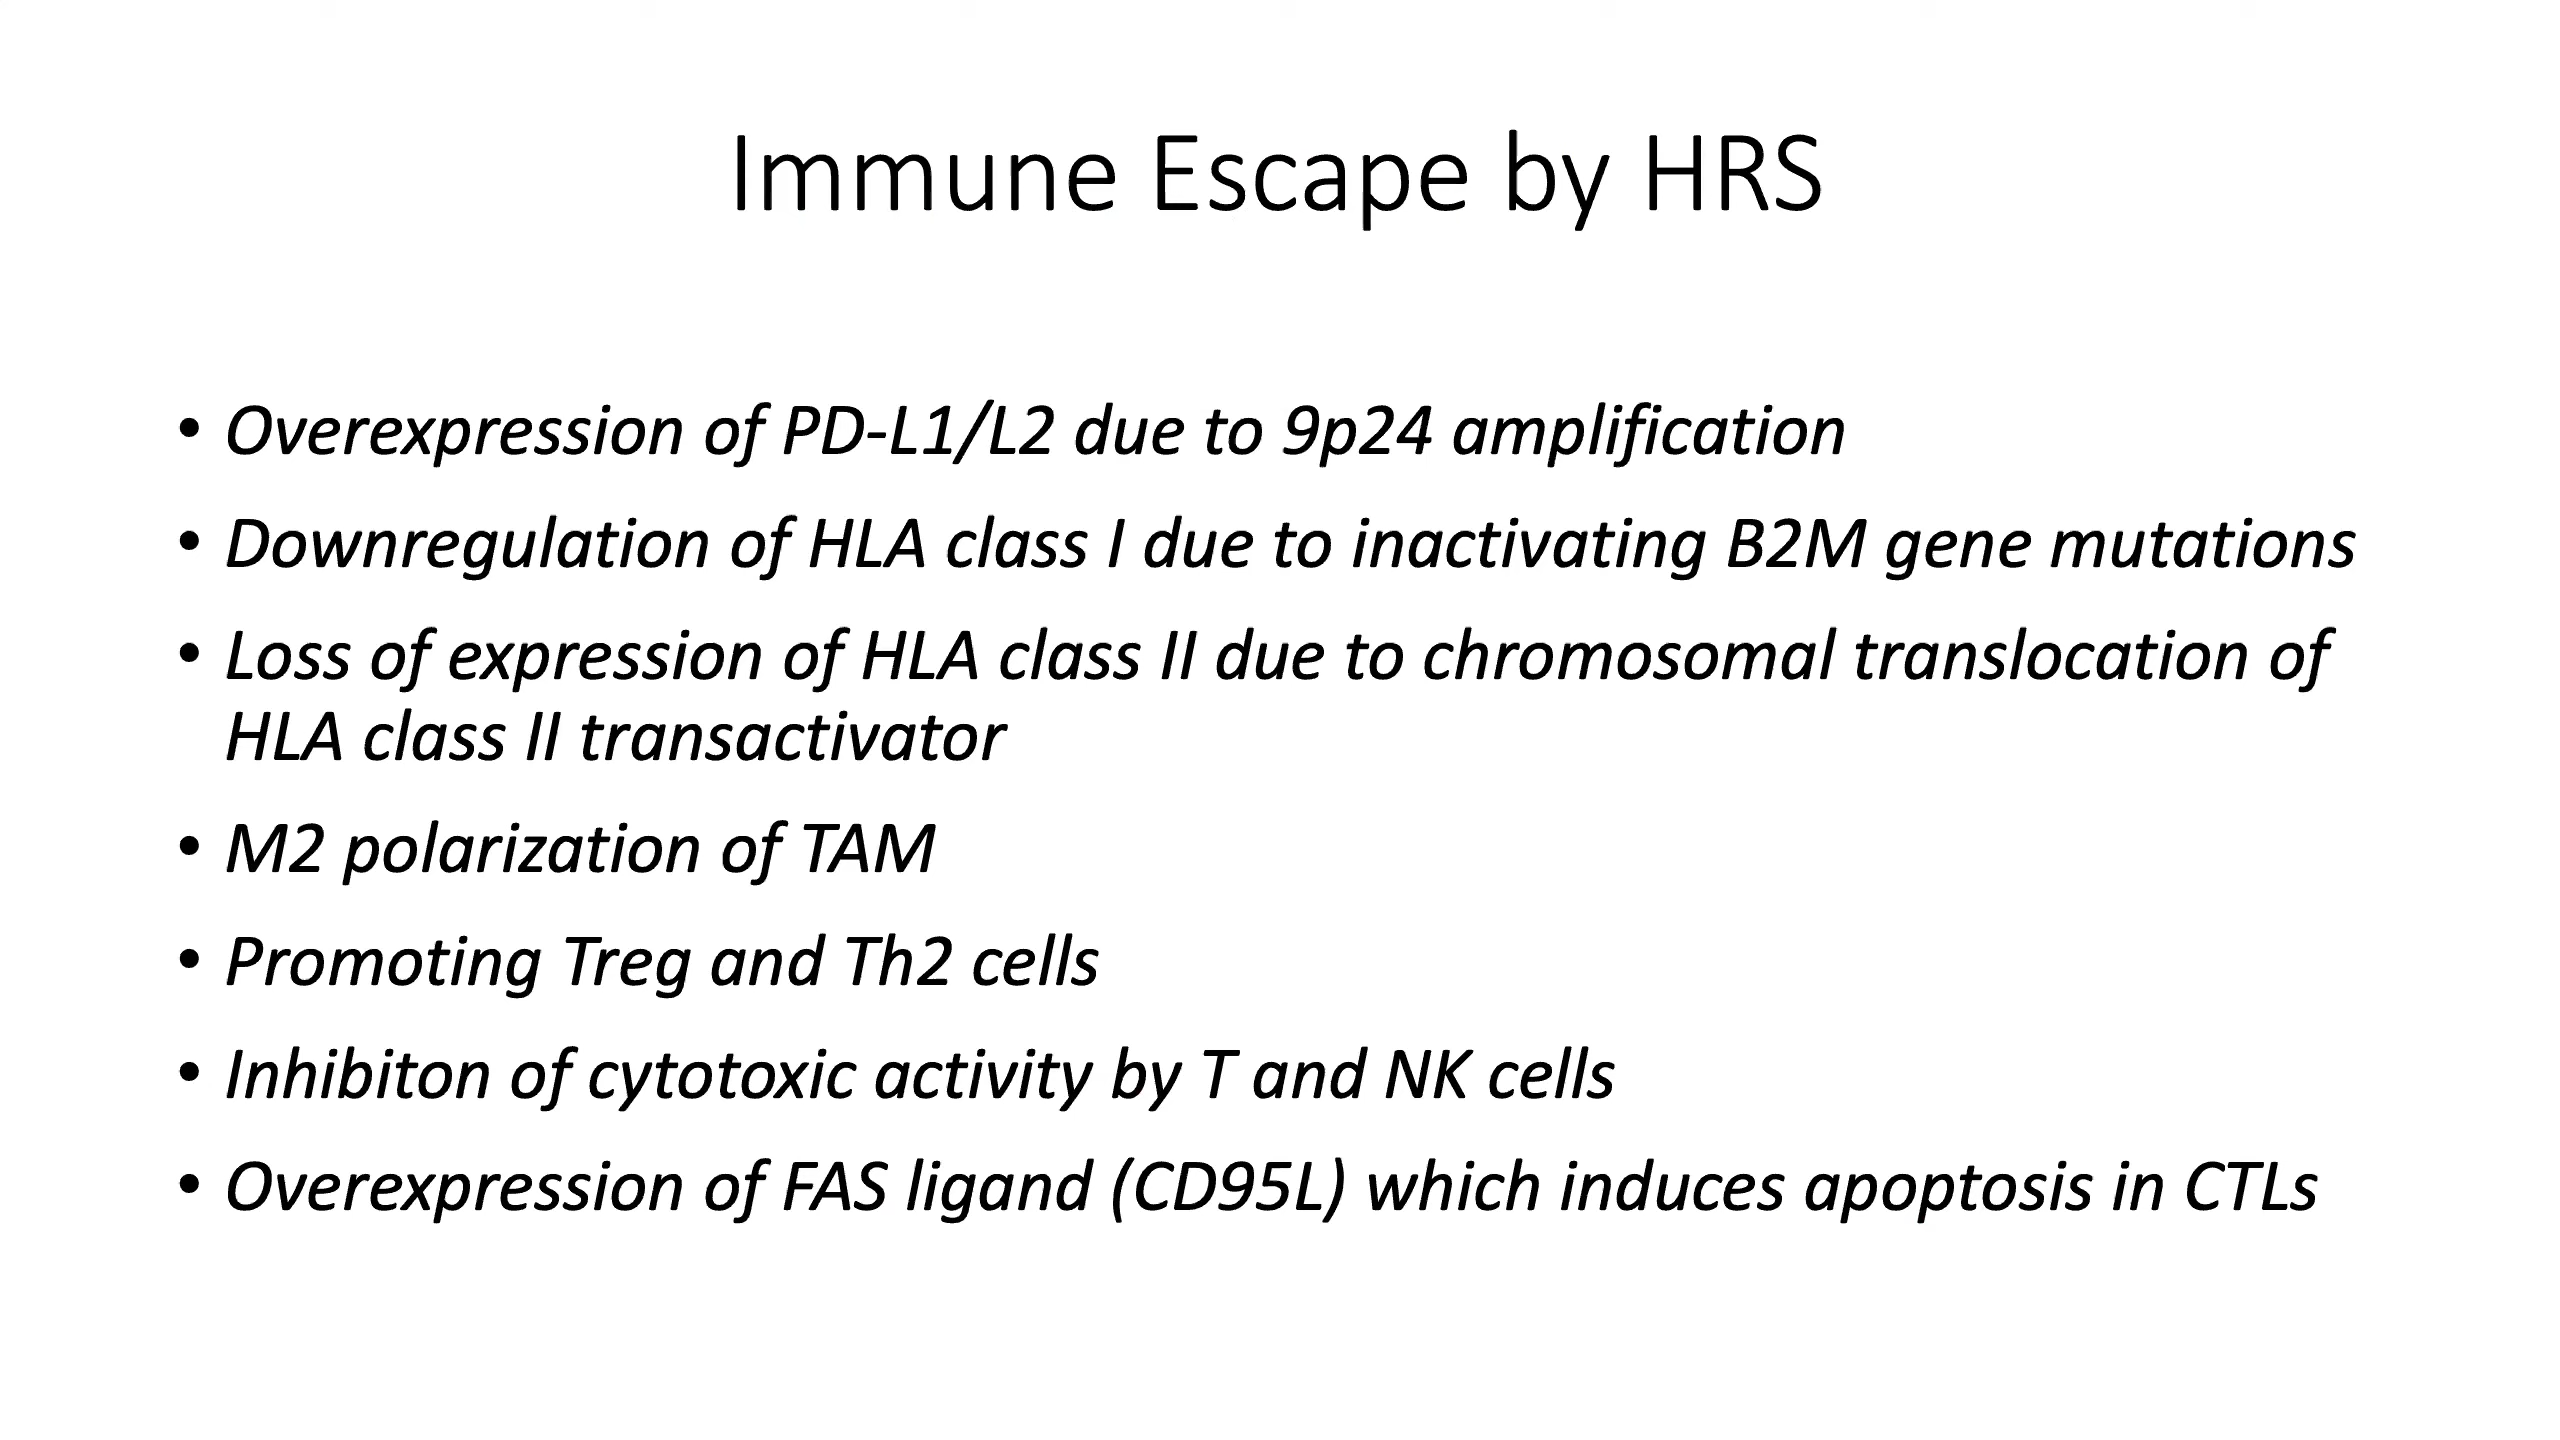 Immune Escape by HRS
• Overexpression of PD-L1/L2 due to 9p24 amplification
• Downregulation of HLA class I due to inactivating B2M gene mutations
• Loss of expression of HLA class II due to chromosomal translocation of
HLA class II transactivator
• M2 polarization of TAM
• Promoting Treg and Th2 cells
• Inhibiton of cytotoxic activity by T and NK cells
• Overexpression of FAS ligand (CD95L) which induces apoptosis in CTLs